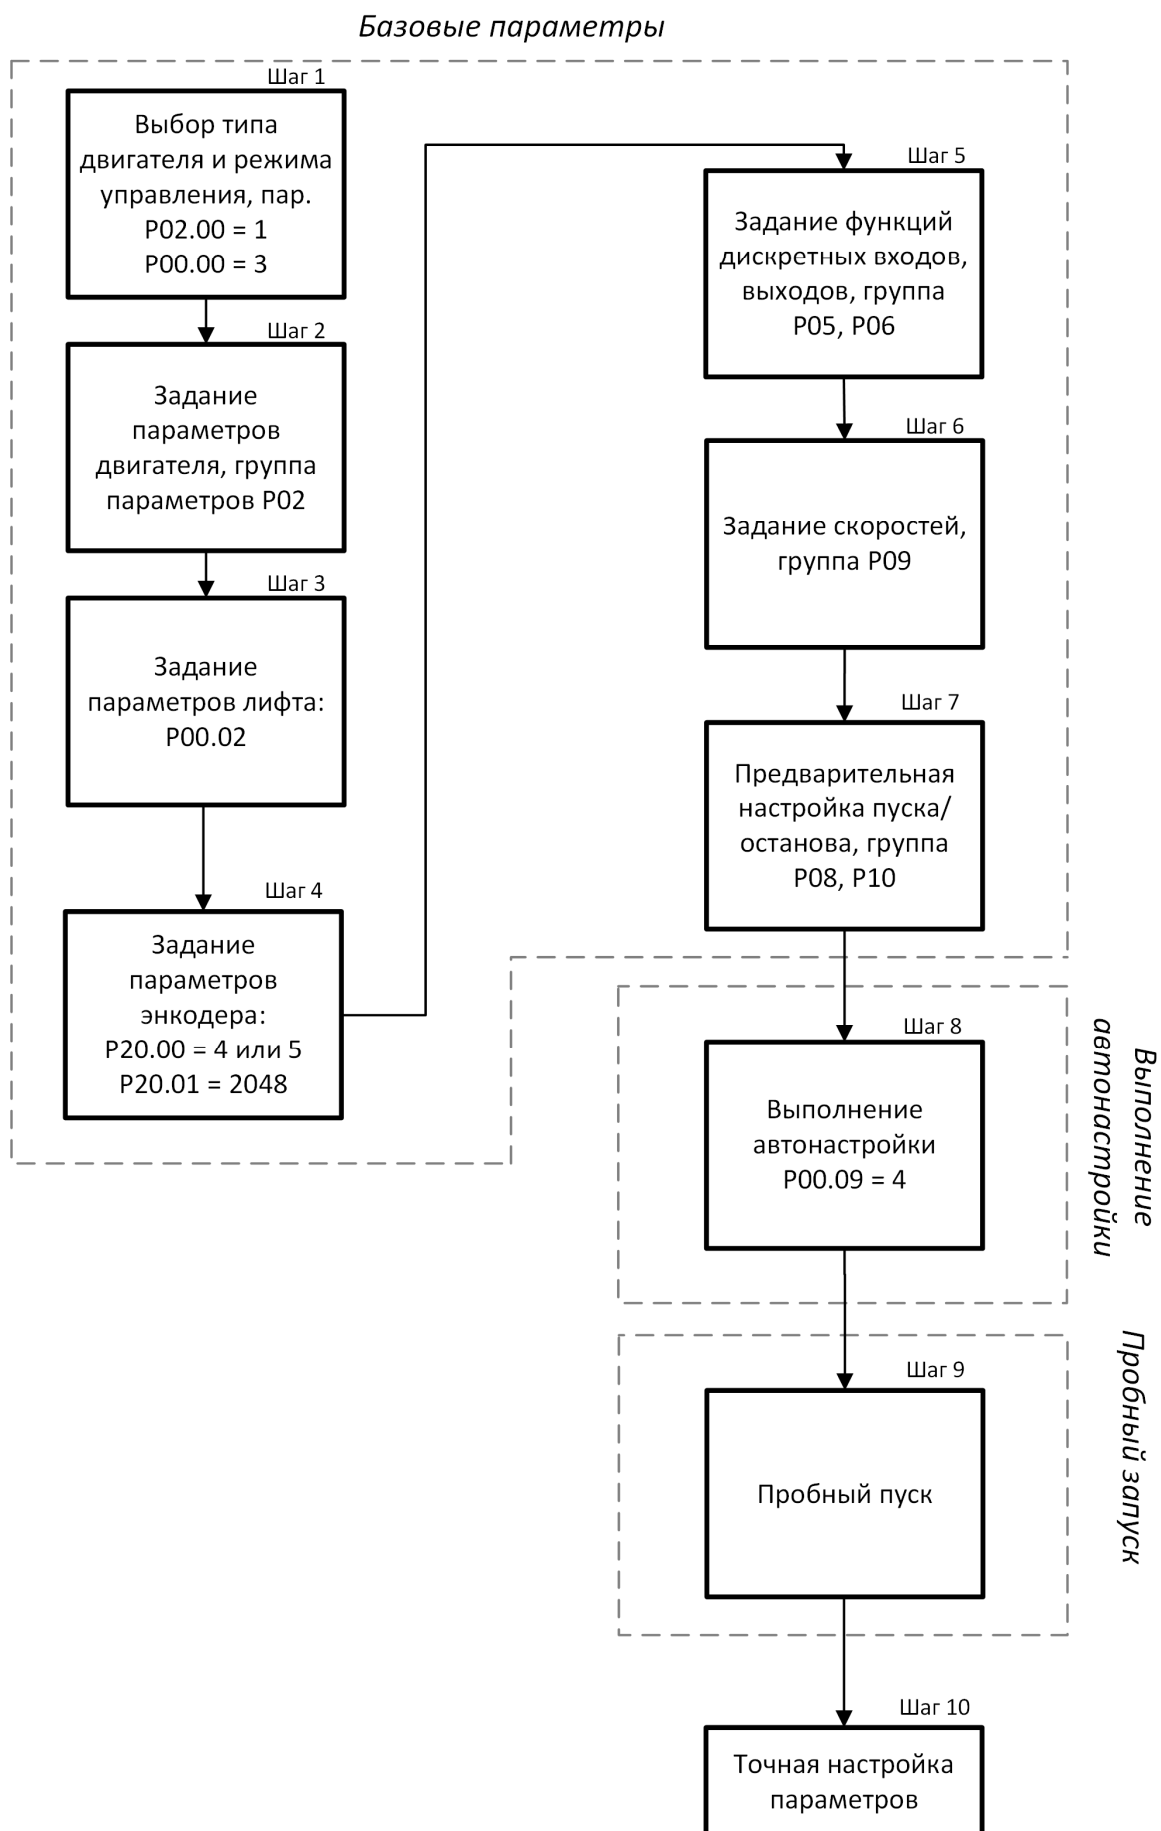 Базовые параметры
Шаг 1
Выбор типа
двигателя и режима
управления, пар.
P02.00 = 1
P00.00 = 3
Шаг 2
Задание
параметров
двигателя, группа
параметров P02
Шаг 3
Задание
параметров лифта:
P00.02
Шаг 4
Задание
параметров
энкодера:
P20.00 = 4 или 5
P20.01 = 2048
Шаг 5
Задание функций
дискретных входов,
выходов, группа
P05, P06
Шаг 6
Задание скоростей,
группа P09
Шаг 7
Предварительная
настройка пуска/
останова, группа
P08, P10
Шаг 8
Выполнение
автонастройки
P00.09 = 4
Выполнение
автонастройки
Шаг 9
Пробный пуск
Пробный запуск
Шаг 10
Точная настройка
параметров